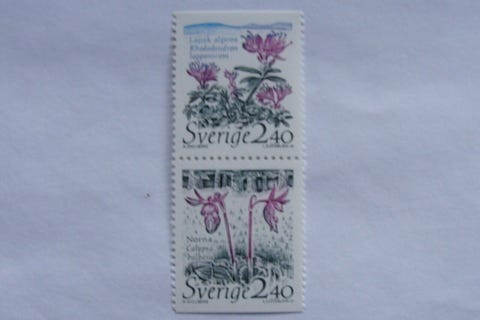 Lapsk alpros
Rhododendron
lapponicum
Sverige 2.40
Norna
Calypso
bulbosa
Sverige 2.40